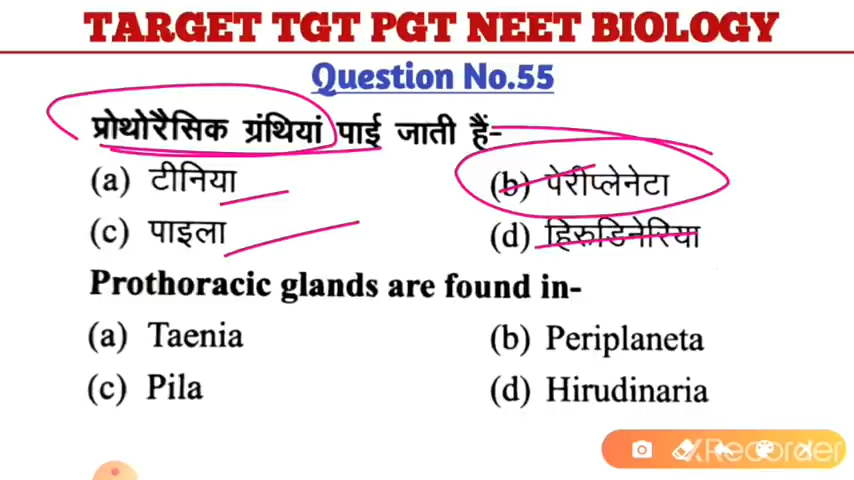 TARGET TGT PGT NEET BIOLOGY
Question No.55
प्रोथोरैसिक ग्रंथियां पाई जाती हैं-
(a) टीनिया (b) पेरीप्लेनेटा
(c) पाइला (d) हिरुडिनेरिया
Prothoracic glands are found in-
(a) Taenia (b) Periplaneta
(c) Pila (d) Hirudinaria
XRecorder